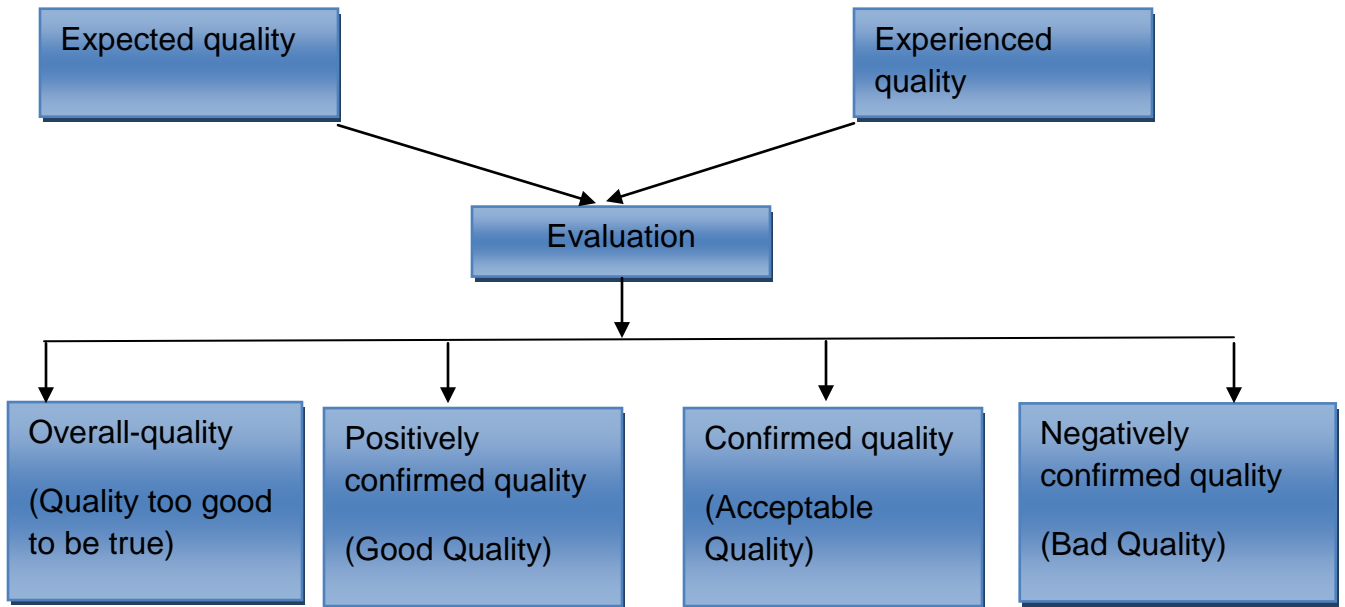 Expected quality
Experienced
quality
Evaluation
Overall-quality
(Quality too good
to be true)
Positively
confirmed quality
(Good Quality)
Confirmed quality
(Acceptable
Quality)
Negatively
confirmed quality
(Bad Quality)